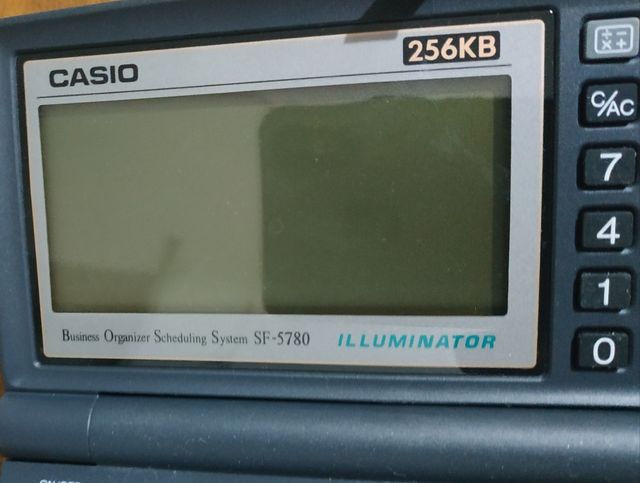 CASIO
256KB
C/AC
7
4
1
0
Business Organizer Scheduling System SF-5780
ILLUMINATOR